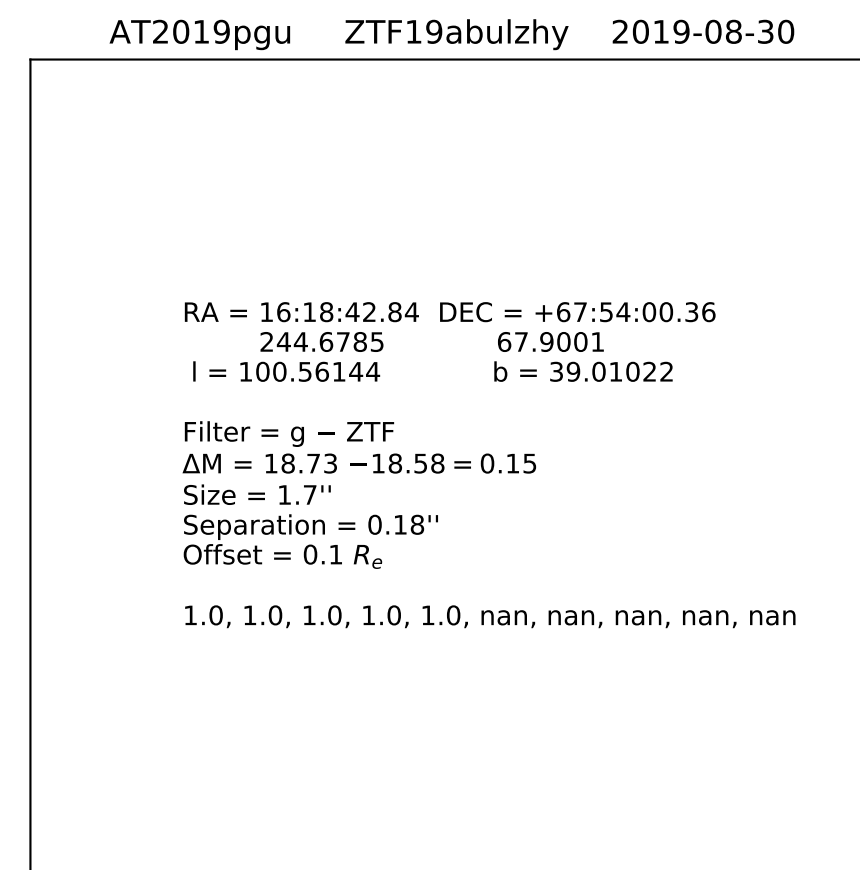 AT2019pgu ZTF19abulzhy 2019-08-30
RA = 16:18:42.84 DEC = +67:54:00.36
244.6785 67.9001
l = 100.56144 b = 39.01022
Filter = g − ZTF
ΔM = 18.73 −18.58 = 0.15
Size = 1.7''
Separation = 0.18''
Offset = 0.1 Re
1.0, 1.0, 1.0, 1.0, 1.0, nan, nan, nan, nan, nan